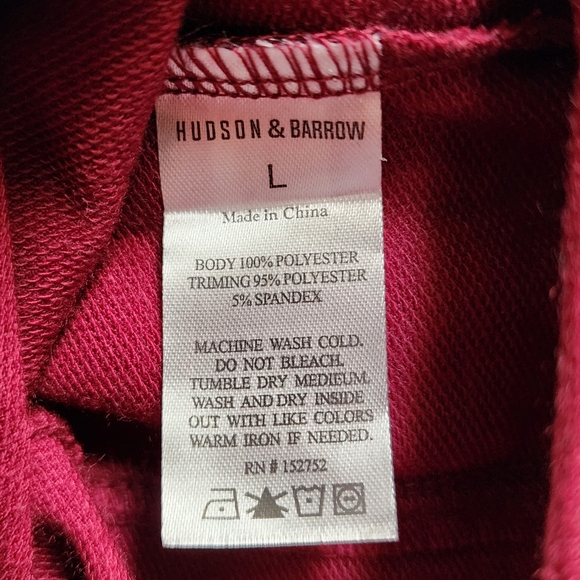 HUDSON & BARROW
L
Made in China
BODY 100% POLYESTER
TRIMING 95% POLYESTER
5% SPANDEX
MACHINE WASH COLD.
DO NOT BLEACH.
TUMBLE DRY MEDIEUM.
WASH AND DRY INSIDE
OUT WITH LIKE COLORS
WARM IRON IF NEEDED.
RN # 152752